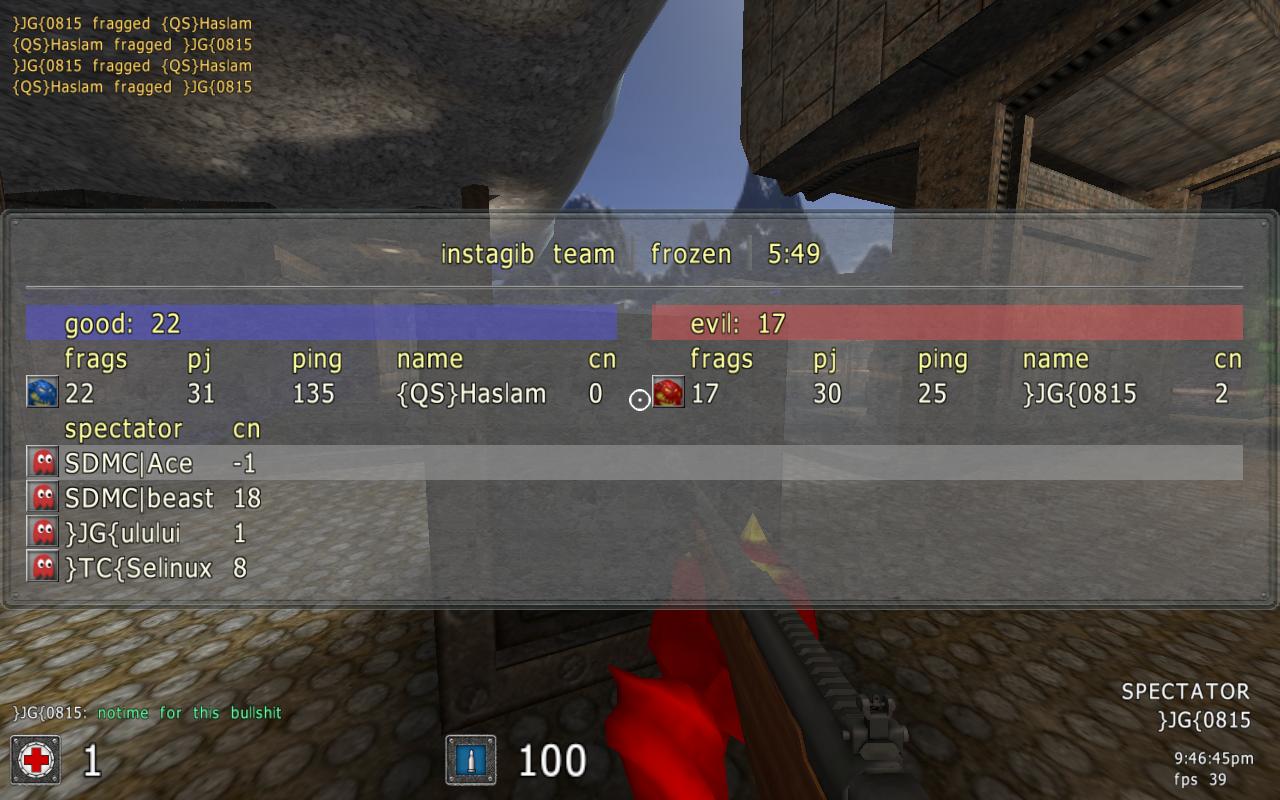 }JG{0815 fragged {QS}Haslam
{QS}Haslam fragged }JG{0815
}JG{0815 fragged {QS}Haslam
{QS}Haslam fragged }JG{0815
instagib team frozen 5:49
good: 22 evil: 17
frags pj ping name cn frags pj ping name cn
22 31 135 {QS}Haslam 0 17 30 25 }JG{0815 2
spectator cn
SDMC|Ace -1
SDMC|beast 18
}JG{ulului 1
}TC{Selinux 8
SPECTATOR
}JG{0815
}JG{0815: notime for this bullshit
1 100
9:46:45pm
fps 39